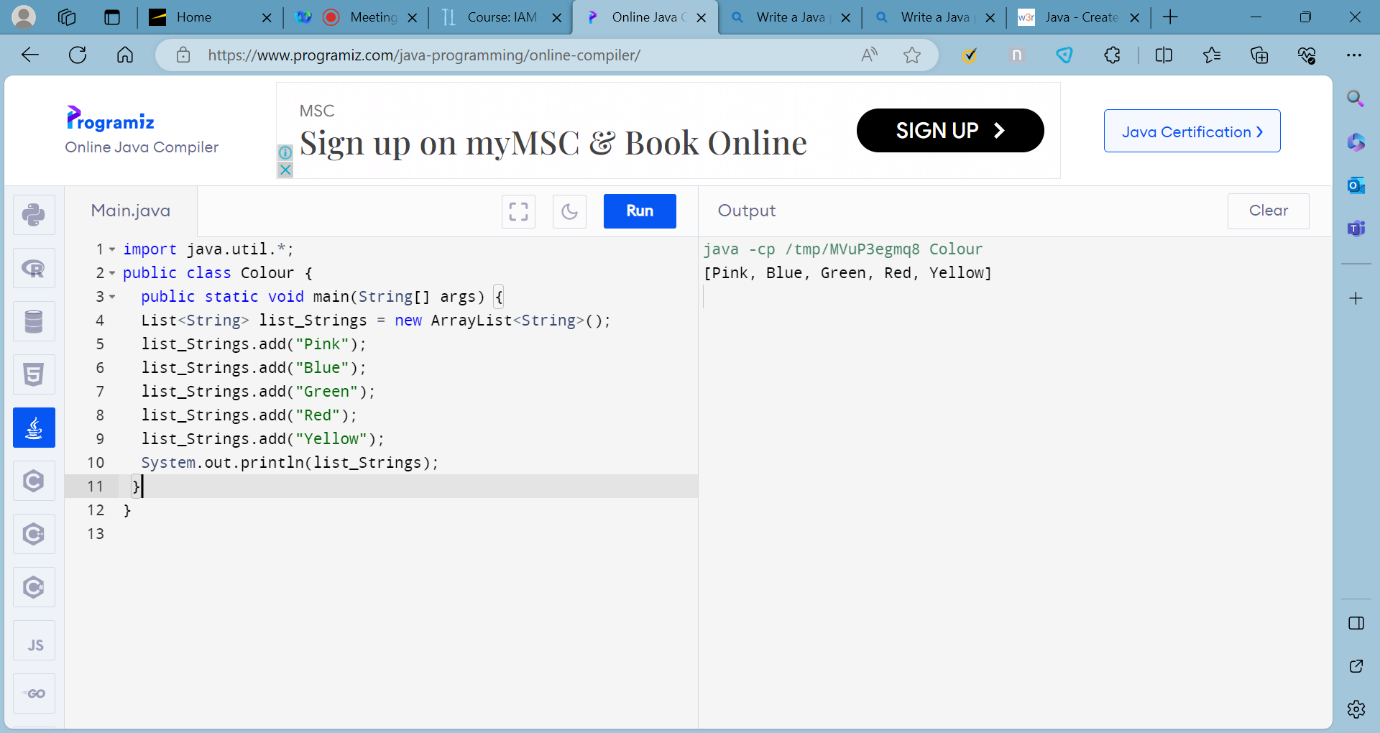 Home
Meeting
Course: IAM
Online Java C
Write a Java
Write a Java
w3r Java - Create
https://www.programiz.com/java-programming/online-compiler/
Programiz
Online Java Compiler
MSC
Sign up on myMSC & Book Online
SIGN UP
Java Certification
Main.java
Run
Output
Clear
1 import java.util.*;
2 public class Colour {
3 public static void main(String[] args) {
4 List<String> list_Strings = new ArrayList<String>();
5 list_Strings.add("Pink");
6 list_Strings.add("Blue");
7 list_Strings.add("Green");
8 list_Strings.add("Red");
9 list_Strings.add("Yellow");
10 System.out.println(list_Strings);
11 }
12 }
13
java -cp /tmp/MVuP3egmq8 Colour
[Pink, Blue, Green, Red, Yellow]
JS
GO